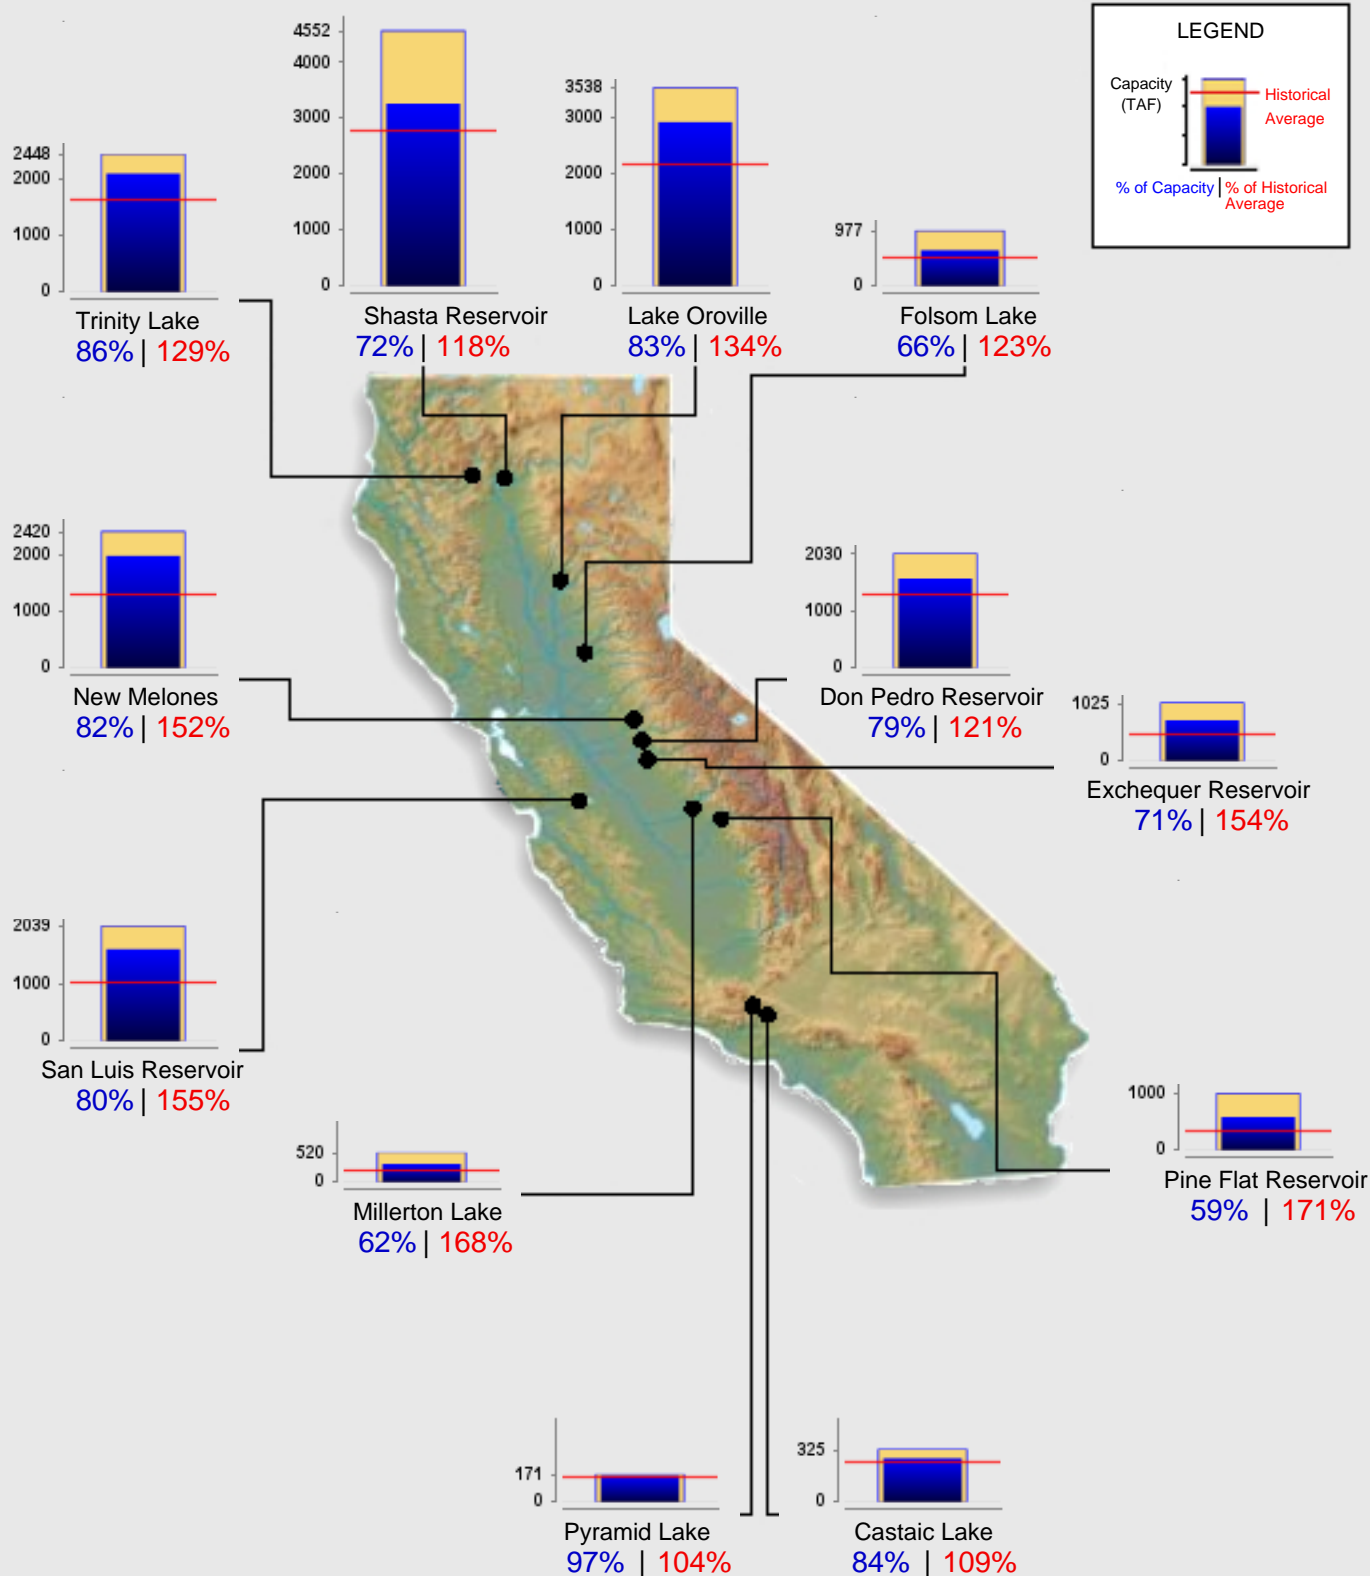 LEGEND
Capacity
(TAF)
Historical
Average
% of Capacity | % of Historical
Average
2448
2000
1000
0
Trinity Lake
86% | 129%
4552
4000
3000
2000
1000
0
Shasta Reservoir
72% | 118%
3538
3000
2000
1000
0
Lake Oroville
83% | 134%
977
0
Folsom Lake
66% | 123%
2420
2000
1000
0
New Melones
82% | 152%
2030
1000
0
Don Pedro Reservoir
79% | 121%
1025
0
Exchequer Reservoir
71% | 154%
2039
1000
0
San Luis Reservoir
80% | 155%
520
0
Millerton Lake
62% | 168%
1000
0
Pine Flat Reservoir
59% | 171%
171
0
Pyramid Lake
97% | 104%
325
0
Castaic Lake
84% | 109%